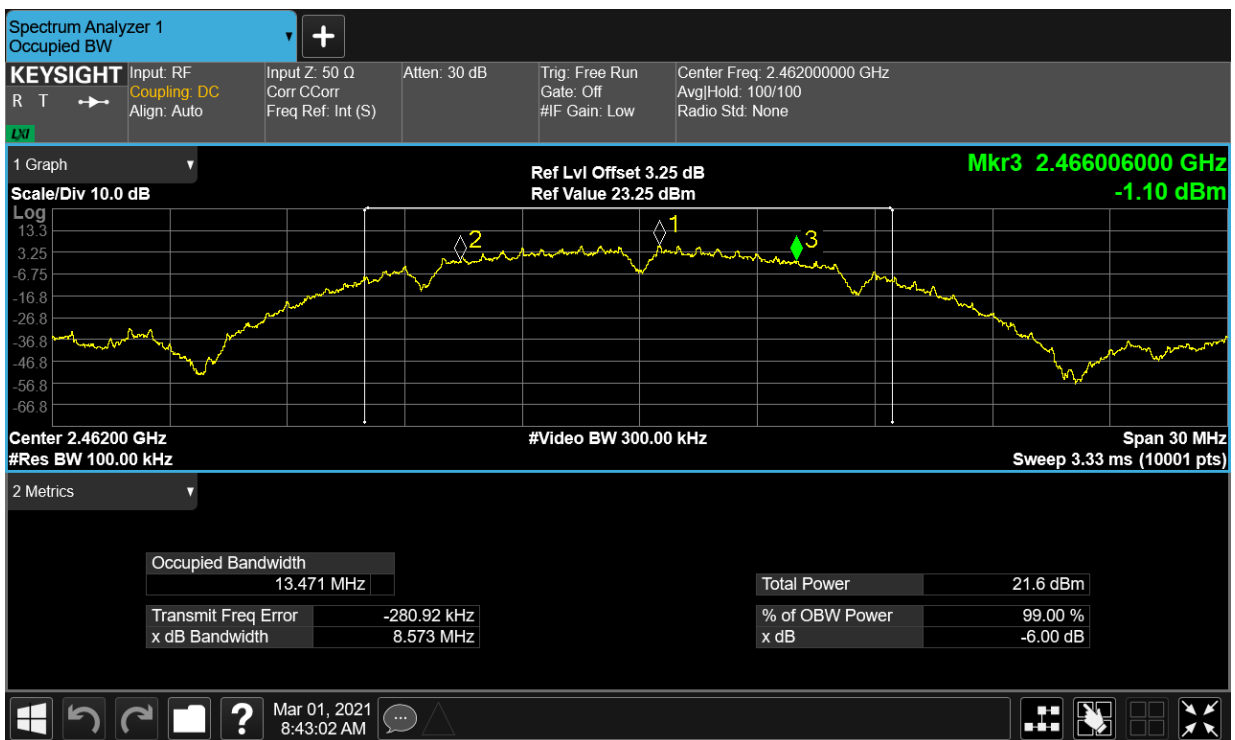 Spectrum Analyzer 1
Occupied BW
▼
+
KEYSIGHT
R T
LXI
Input: RF
Coupling: DC
Align: Auto
Input Z: 50 Ω
Corr CCorr
Freq Ref: Int (S)
Atten: 30 dB
Trig: Free Run
Gate: Off
#IF Gain: Low
Center Freq: 2.462000000 GHz
Avg|Hold: 100/100
Radio Std: None
1 Graph ▼
Ref Lvl Offset 3.25 dB
Mkr3 2.466006000 GHz
Scale/Div 10.0 dB
Ref Value 23.25 dBm
-1.10 dBm
Log
13.3
3.25
-6.75
-16.8
-26.8
-36.8
-46.8
-56.8
-66.8
2
1
3
Center 2.46200 GHz
#Video BW 300.00 kHz
Span 30 MHz
#Res BW 100.00 kHz
Sweep 3.33 ms (10001 pts)
2 Metrics ▼
Occupied Bandwidth
13.471 MHz
Total Power 21.6 dBm
Transmit Freq Error -280.92 kHz
% of OBW Power 99.00 %
x dB Bandwidth 8.573 MHz
x dB -6.00 dB
?
Mar 01, 2021
8:43:02 AM